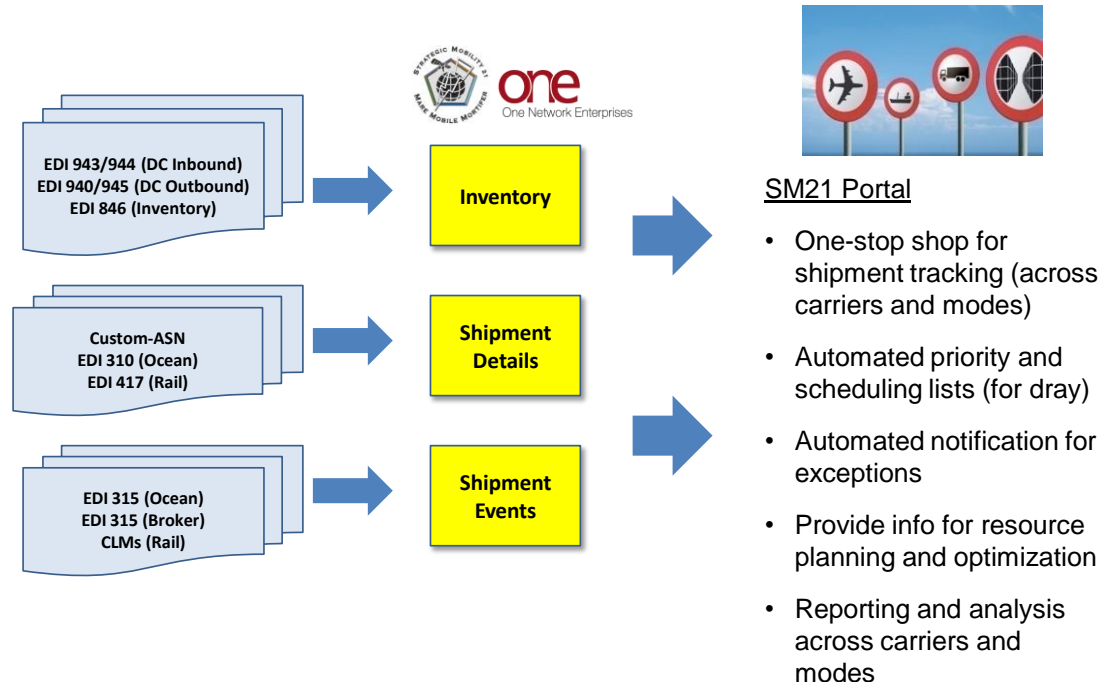 STRATEGIC MOBILITY 21
MARE MOBILE MORTIFER
one
One Network Enterprises
EDI 943/944 (DC Inbound)
EDI 940/945 (DC Outbound)
EDI 846 (Inventory)
Inventory
Custom-ASN
EDI 310 (Ocean)
EDI 417 (Rail)
Shipment
Details
EDI 315 (Ocean)
EDI 315 (Broker)
CLMs (Rail)
Shipment
Events
SM21 Portal
• One-stop shop for
shipment tracking (across
carriers and modes)
• Automated priority and
scheduling lists (for dray)
• Automated notification for
exceptions
• Provide info for resource
planning and optimization
• Reporting and analysis
across carriers and
modes